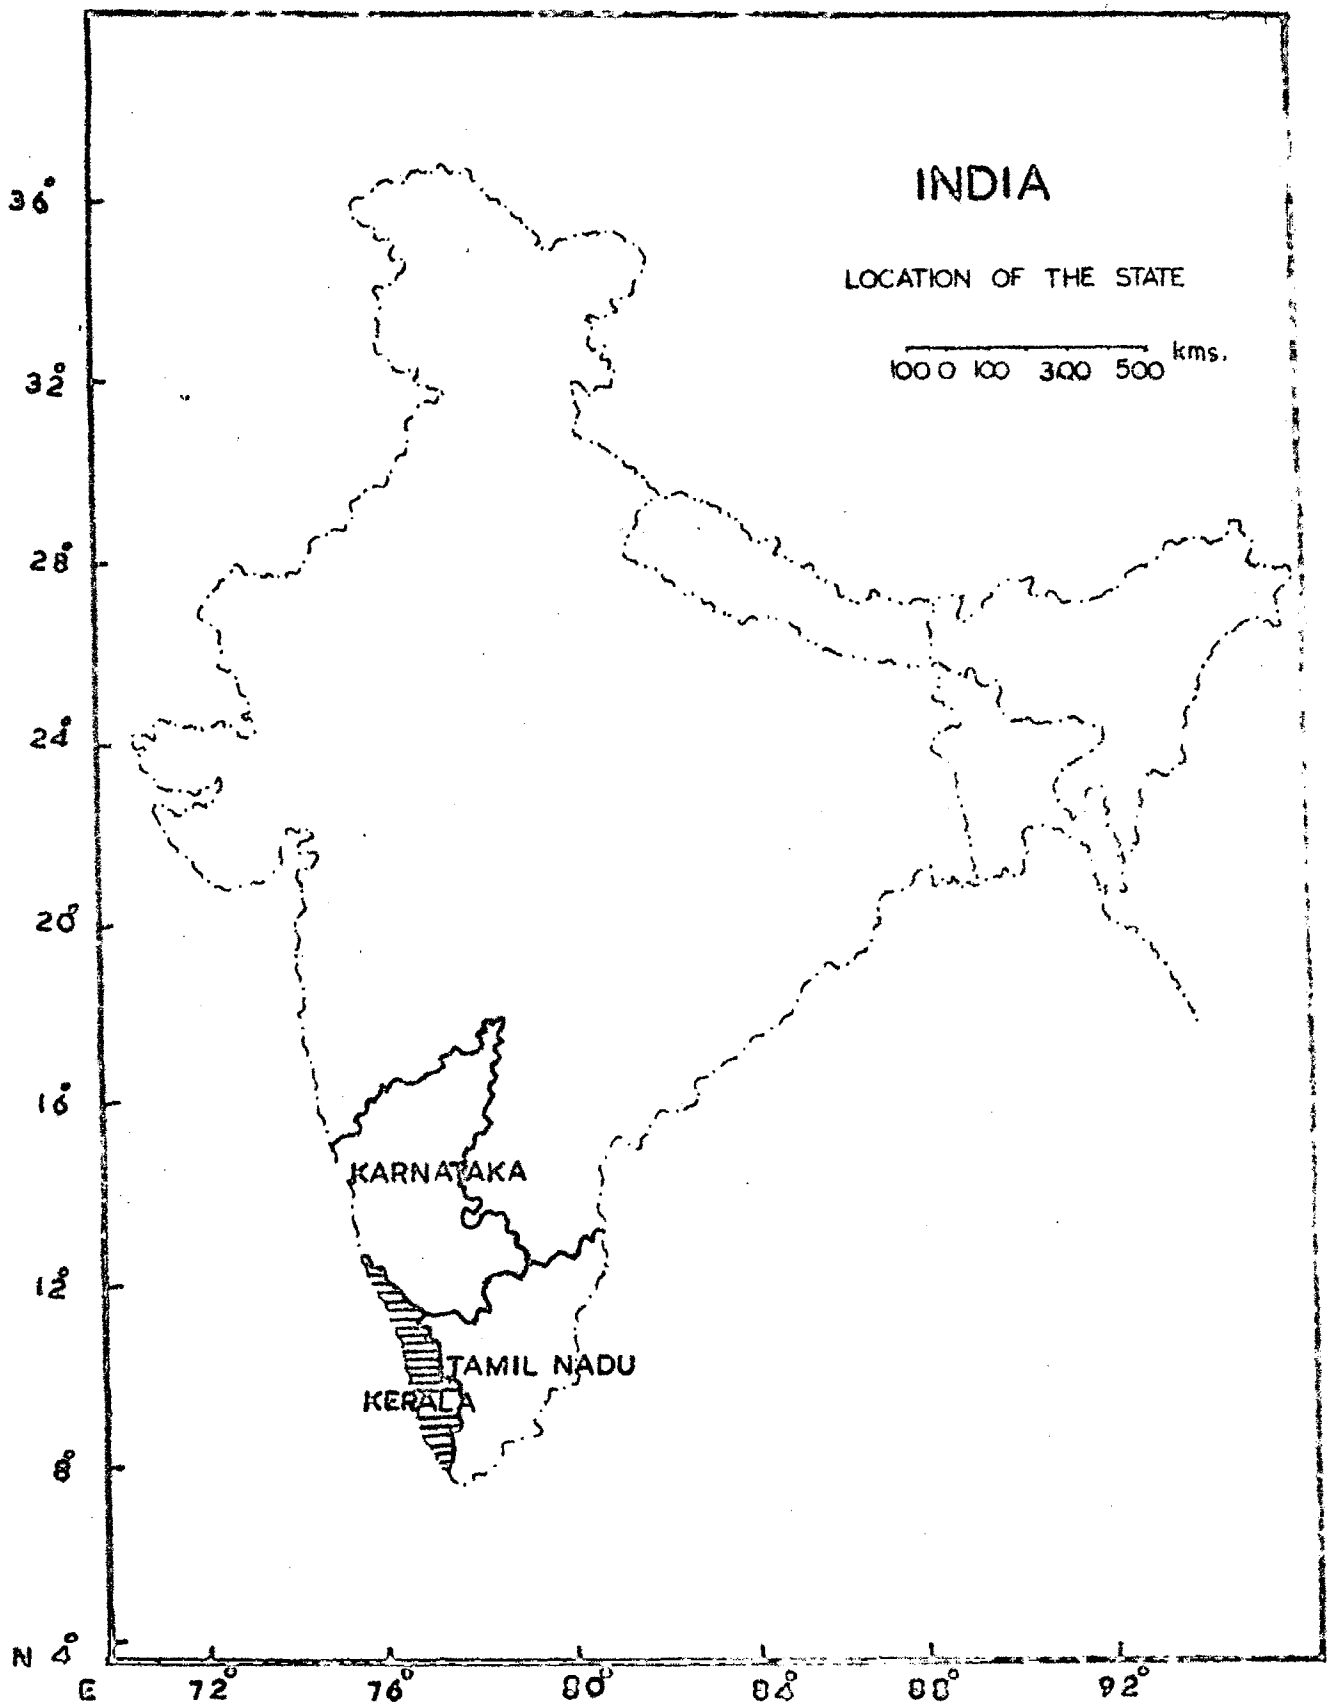 INDIA
LOCATION OF THE STATE
kms.
100 0 100 300 500
36°
32°
28°
24°
20°
16°
12°
8°
N 4°
KARNATAKA
TAMIL NADU
KERALA
E 72° 76° 80° 84° 88° 92°